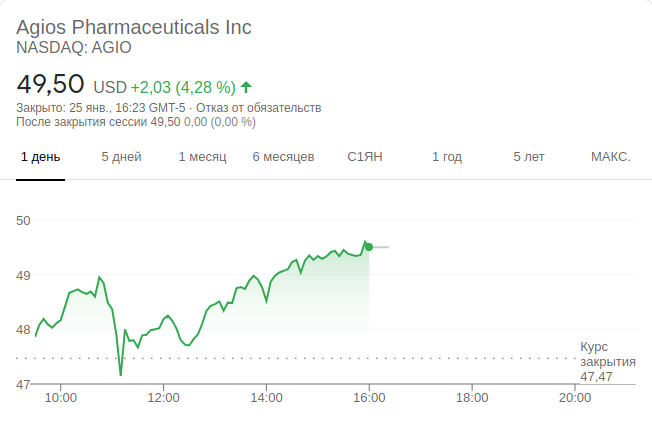 Agios Pharmaceuticals Inc
NASDAQ: AGIO
49,50 USD +2,03 (4,28 %)
Закрыто: 25 янв., 16:23 GMT-5 · Отказ от обязательств
После закрытия сессии 49,50 0,00 (0,00 %)
1 день 5 дней 1 месяц 6 месяцев С1ЯН 1 год 5 лет МАКС.
50
49
48
Курс
закрытия
47,47
47
10:00 12:00 14:00 16:00 18:00 20:00